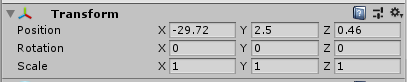 Transform
Position X -29.72 Y 2.5 Z 0.46
Rotation X 0 Y 0 Z 0
Scale X 1 Y 1 Z 1